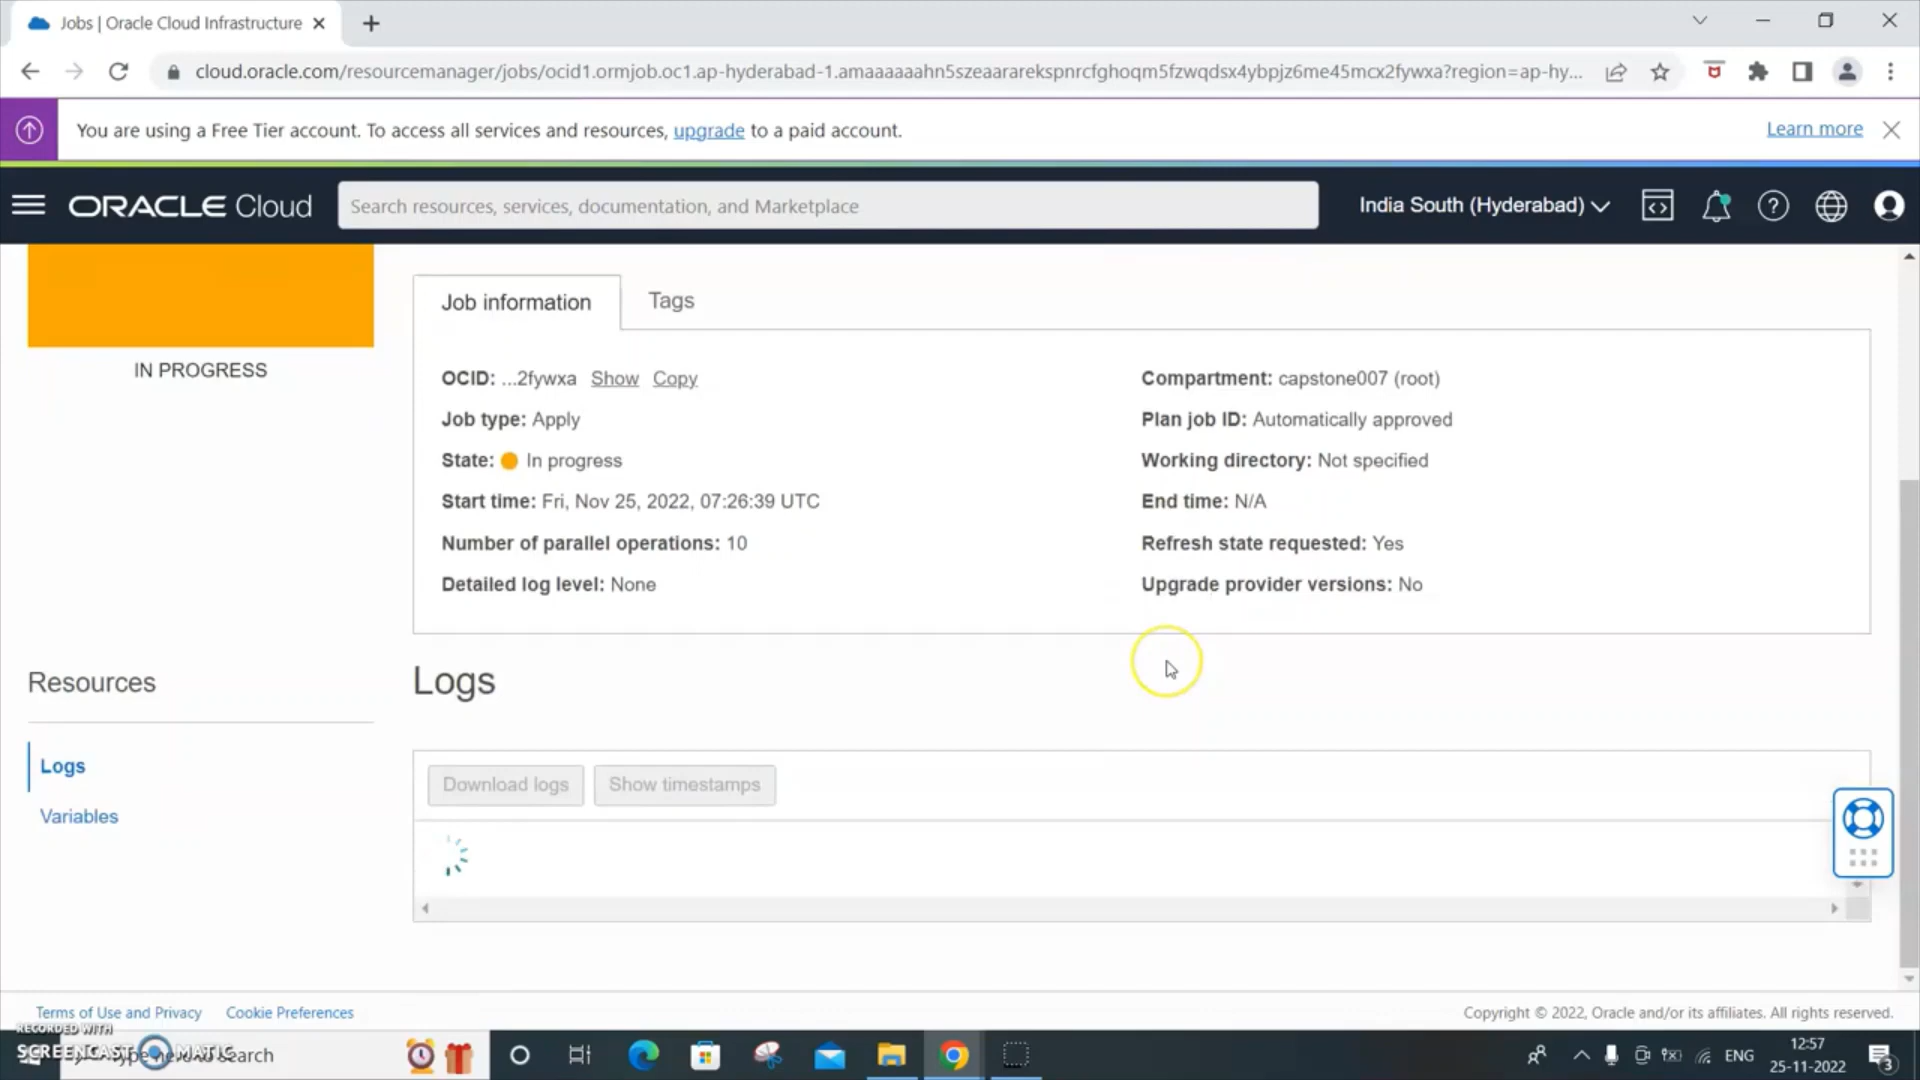 Jobs | Oracle Cloud Infrastructure
cloud.oracle.com/resourcemanager/jobs/ocid1.ormjob.oc1.ap-hyderabad-1.amaaaaaahn5szeaararekspnrcfghoqm5fzwqdsx4ybpjz6me45mcx2fywxa?region=ap-hy...
You are using a Free Tier account. To access all services and resources, upgrade to a paid account.
Learn more
ORACLE Cloud
Search resources, services, documentation, and Marketplace
India South (Hyderabad)
IN PROGRESS
Job information
Tags
OCID: ...2fywxa Show Copy
Job type: Apply
State: In progress
Start time: Fri, Nov 25, 2022, 07:26:39 UTC
Number of parallel operations: 10
Detailed log level: None
Compartment: capstone007 (root)
Plan job ID: Automatically approved
Working directory: Not specified
End time: N/A
Refresh state requested: Yes
Upgrade provider versions: No
Resources
Logs
Variables
Logs
Download logs
Show timestamps
Terms of Use and Privacy
Cookie Preferences
Copyright © 2022, Oracle and/or its affiliates. All rights reserved.
RECORDED WITH
SCREENCAST MATIC
ENG
12:57
25-11-2022
3